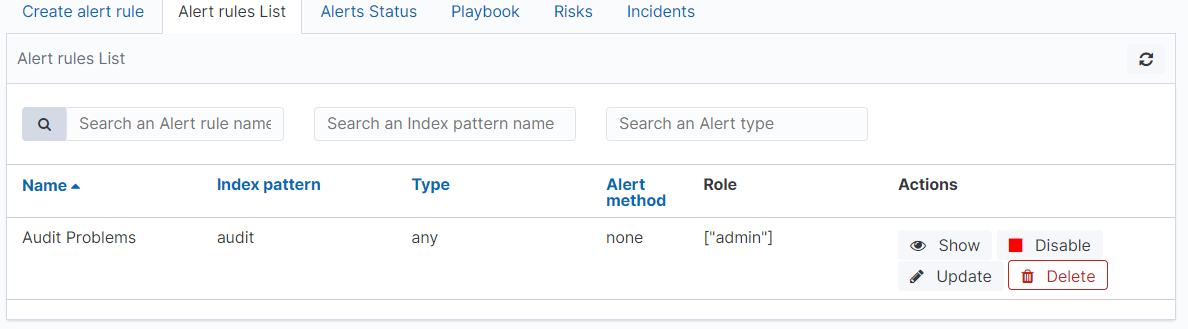 Create alert rule Alert rules List Alerts Status Playbook Risks Incidents
Alert rules List
Search an Alert rule name Search an Index pattern name Search an Alert type
Name Index pattern Type Alert method Role Actions
Audit Problems audit any none ["admin"] Show Disable
Update Delete